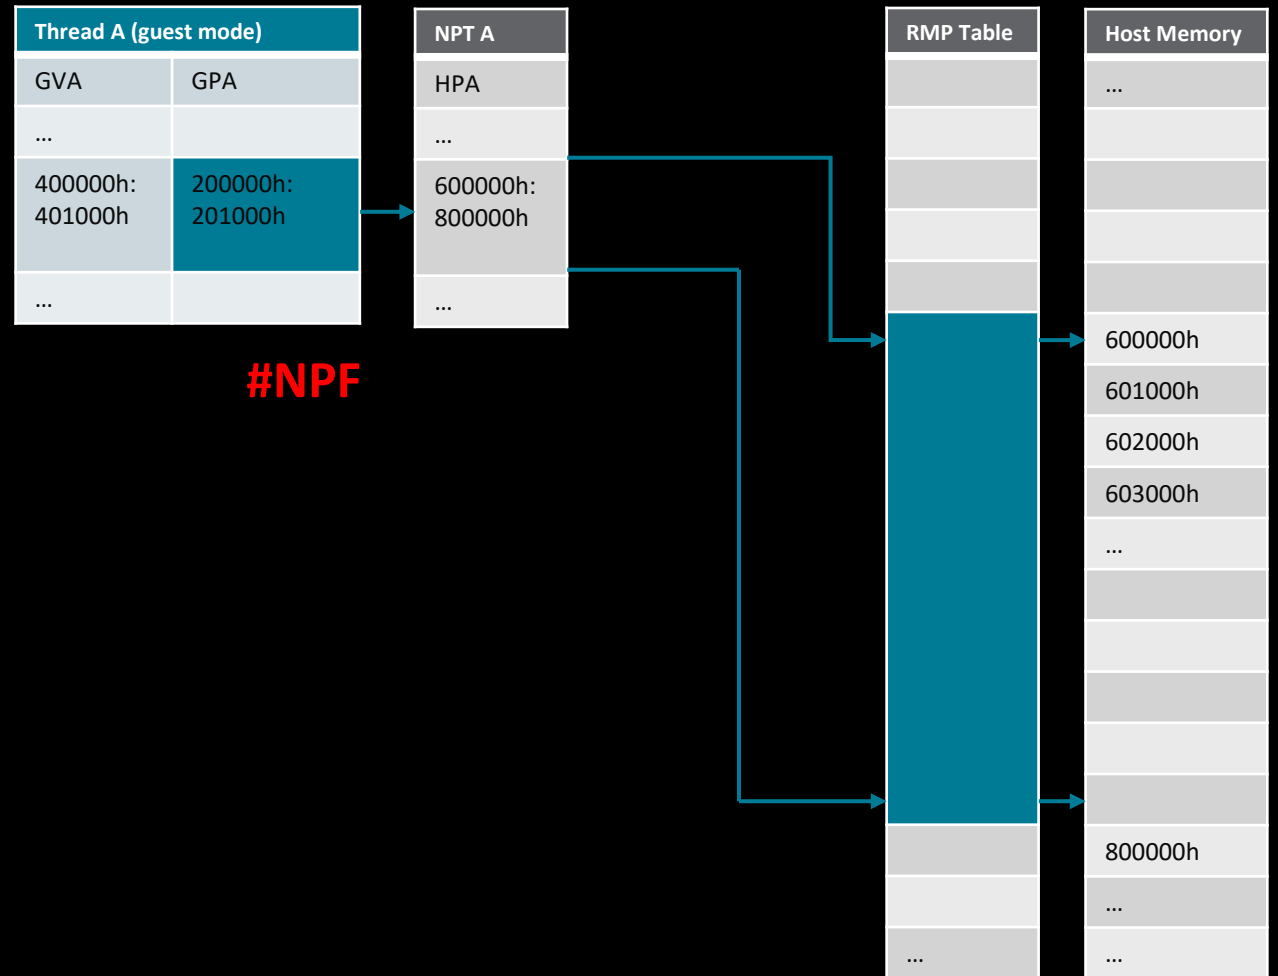 Thread A (guest mode)
GVA
GPA
...
400000h:
401000h
200000h:
201000h
...
#NPF
NPT A
HPA
...
600000h:
800000h
...
RMP Table
...
Host Memory
...
600000h
601000h
602000h
603000h
...
800000h
...
...